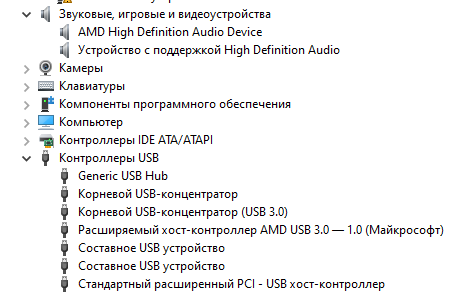 Звуковые, игровые и видеоустройства
AMD High Definition Audio Device
Устройство с поддержкой High Definition Audio
Камеры
Клавиатуры
Компоненты программного обеспечения
Компьютер
Контроллеры IDE ATA/ATAPI
Контроллеры USB
Generic USB Hub
Корневой USB-концентратор
Корневой USB-концентратор (USB 3.0)
Расширяемый хост-контроллер AMD USB 3.0 — 1.0 (Майкрософт)
Составное USB устройство
Составное USB устройство
Стандартный расширенный PCI - USB хост-контроллер